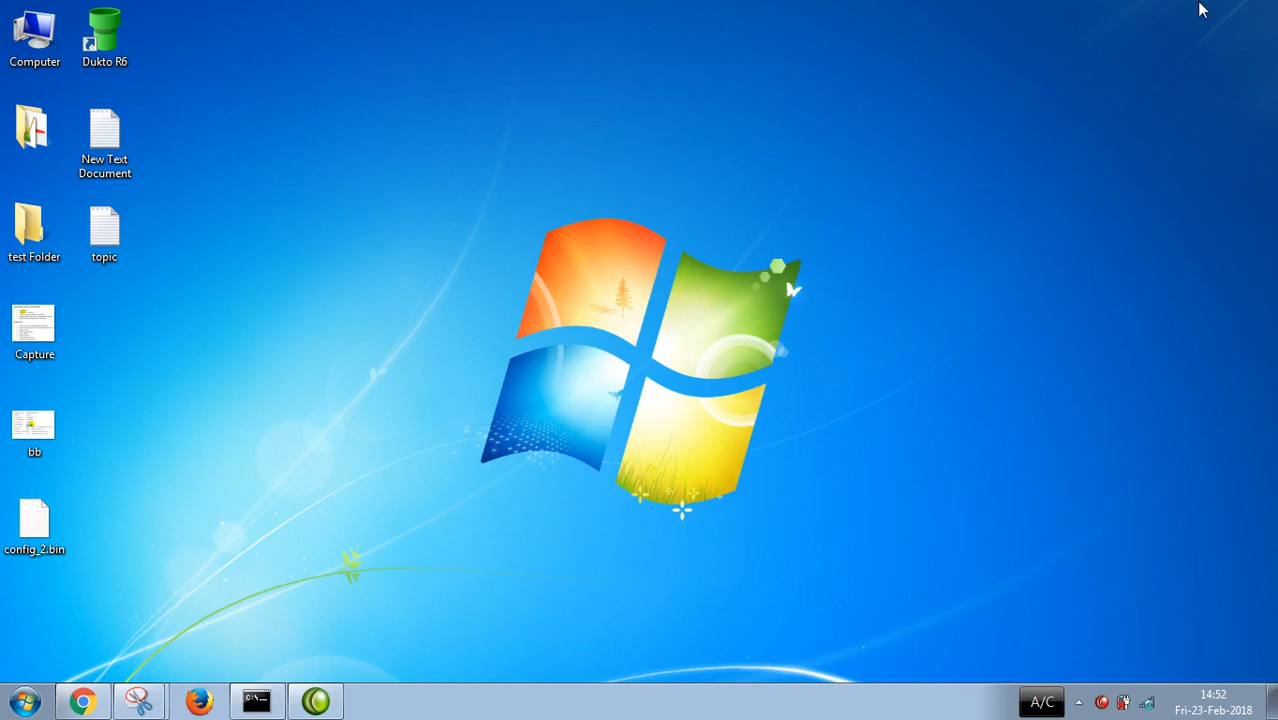 Computer
Dukto R6
New Text
Document
test Folder
topic
Capture
bb
config_2.bin
C:\._
A/C
14:52
Fri-23-Feb-2018